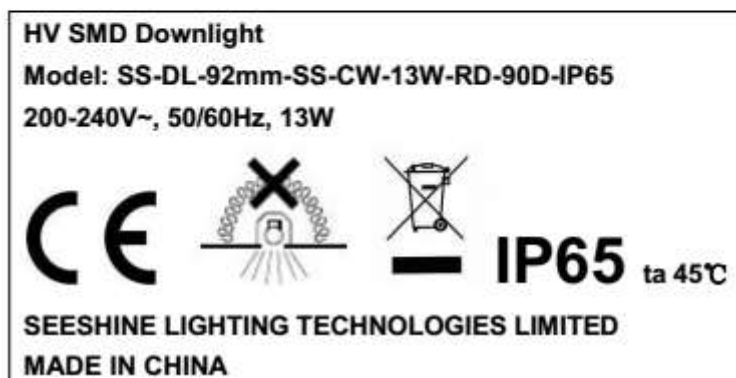 HV SMD Downlight
Model: SS-DL-92mm-SS-CW-13W-RD-90D-IP65
200-240V~, 50/60Hz, 13W
CE
IP65 ta 45℃
SEESHINE LIGHTING TECHNOLOGIES LIMITED
MADE IN CHINA